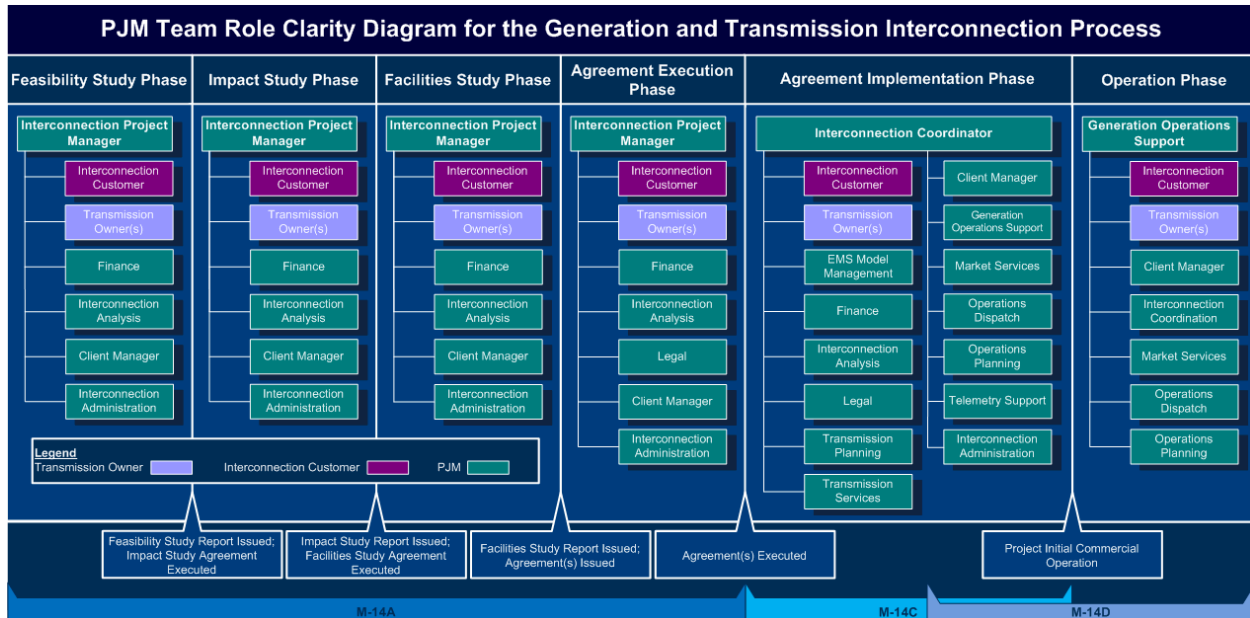 PJM Team Role Clarity Diagram for the Generation and Transmission Interconnection Process
Feasibility Study Phase
Impact Study Phase
Facilities Study Phase
Agreement Execution
Phase
Agreement Implementation Phase
Operation Phase
Interconnection Project
Manager
Interconnection
Customer
Transmission
Owner(s)
Finance
Interconnection
Analysis
Client Manager
Interconnection
Administration
Interconnection Project
Manager
Interconnection
Customer
Transmission
Owner(s)
Finance
Interconnection
Analysis
Client Manager
Interconnection
Administration
Interconnection Project
Manager
Interconnection
Customer
Transmission
Owner(s)
Finance
Interconnection
Analysis
Client Manager
Interconnection
Administration
Interconnection Project
Manager
Interconnection
Customer
Transmission
Owner(s)
Finance
Interconnection
Analysis
Legal
Client Manager
Interconnection
Administration
Interconnection Coordinator
Interconnection
Customer
Transmission
Owner(s)
EMS Model
Management
Finance
Interconnection
Analysis
Legal
Transmission
Planning
Transmission
Services
Client Manager
Generation
Operations Support
Market Services
Operations
Dispatch
Operations
Planning
Telemetry Support
Interconnection
Administration
Generation Operations
Support
Interconnection
Customer
Transmission
Owner(s)
Client Manager
Interconnection
Coordination
Market Services
Operations
Dispatch
Operations
Planning
Legend
Transmission Owner
Interconnection Customer
PJM
Feasibility Study Report Issued;
Impact Study Agreement
Executed
Impact Study Report Issued;
Facilities Study Agreement
Executed
Facilities Study Report Issued;
Agreement(s) Issued
Agreement(s) Executed
Project Initial Commercial
Operation
M-14A
M-14C
M-14D